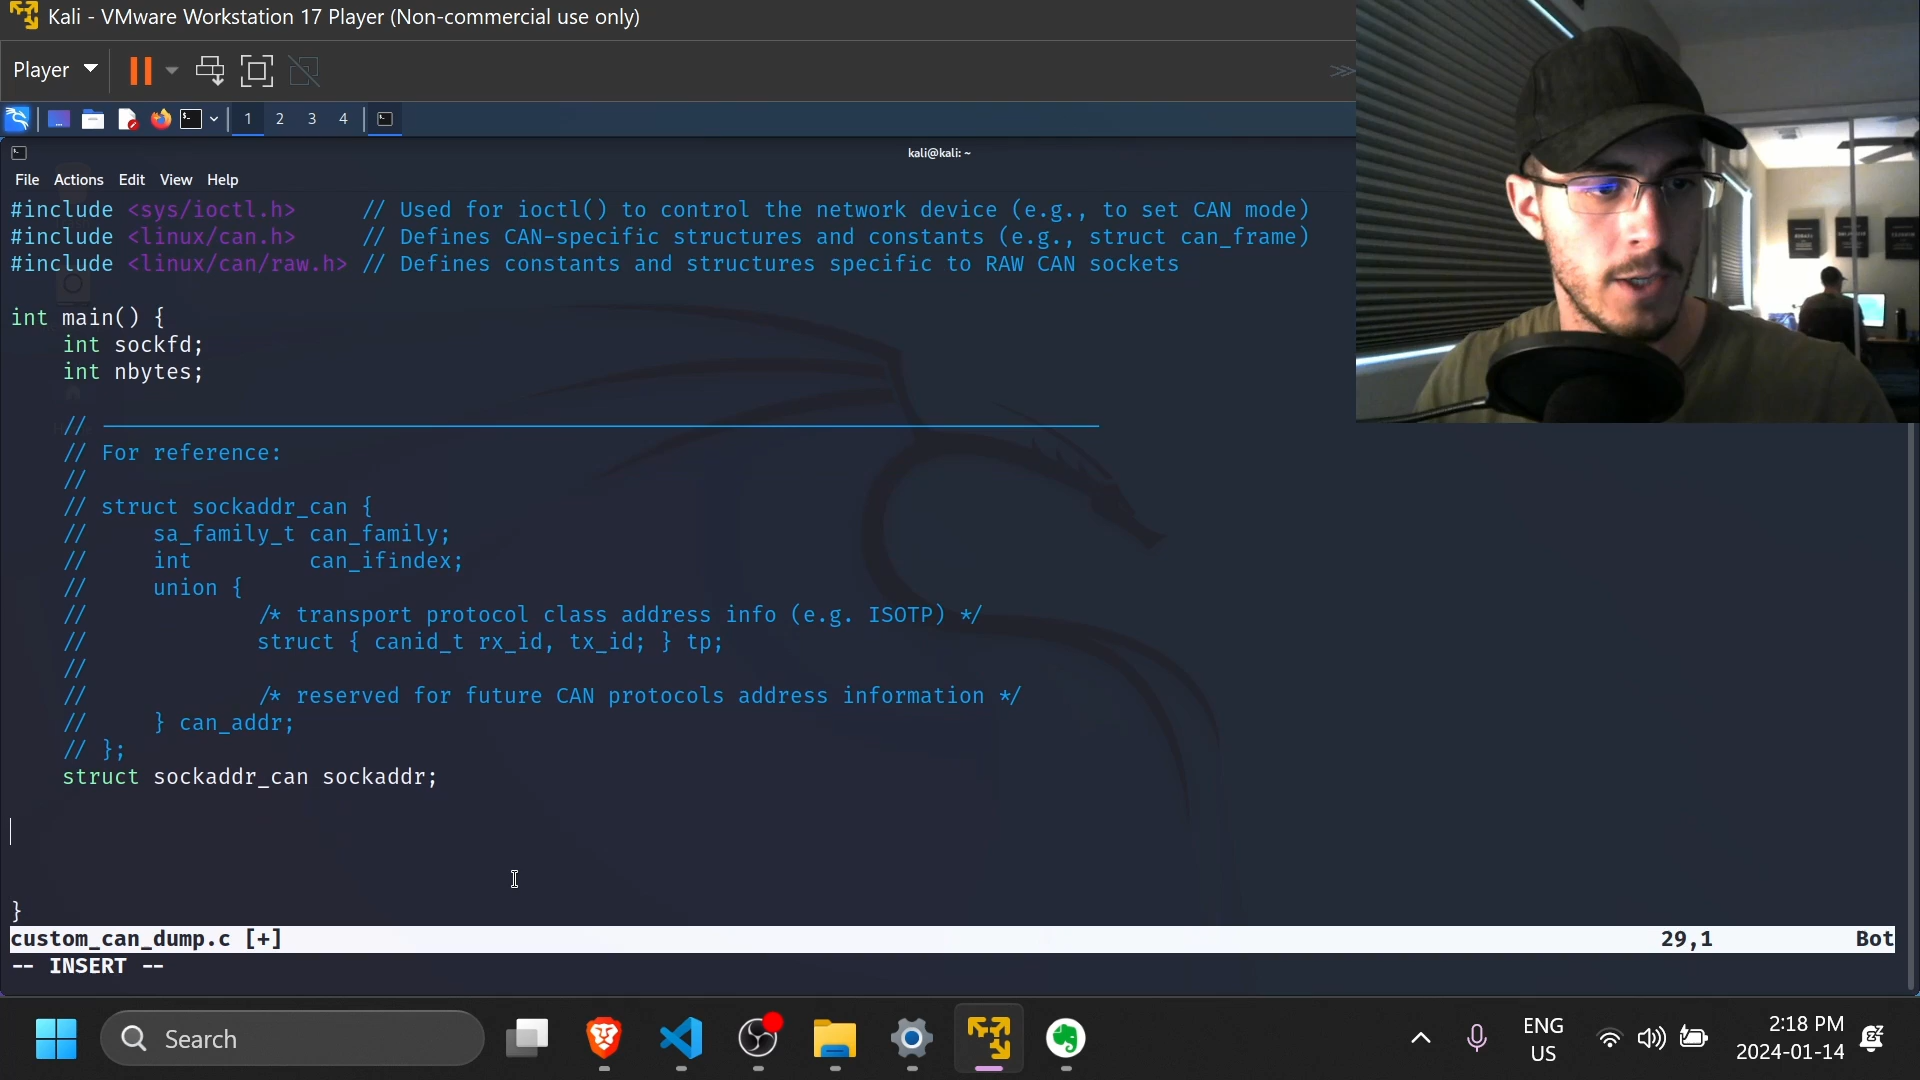 Kali - VMware Workstation 17 Player (Non-commercial use only)
Player
1 2 3 4
kali@kali: ~
File Actions Edit View Help
#include <sys/ioctl.h> // Used for ioctl() to control the network device (e.g., to set CAN mode)
#include <linux/can.h> // Defines CAN-specific structures and constants (e.g., struct can_frame)
#include <linux/can/raw.h> // Defines constants and structures specific to RAW CAN sockets
int main() {
int sockfd;
int nbytes;
//
// For reference:
//
// struct sockaddr_can {
// sa_family_t can_family;
// int can_ifindex;
// union {
// /* transport protocol class address info (e.g. ISOTP) */
// struct { canid_t rx_id, tx_id; } tp;
//
// /* reserved for future CAN protocols address information */
// } can_addr;
// };
struct sockaddr_can sockaddr;
}
custom_can_dump.c [+] 29,1 Bot
-- INSERT --
Search
ENG
US
2:18 PM
2024-01-14